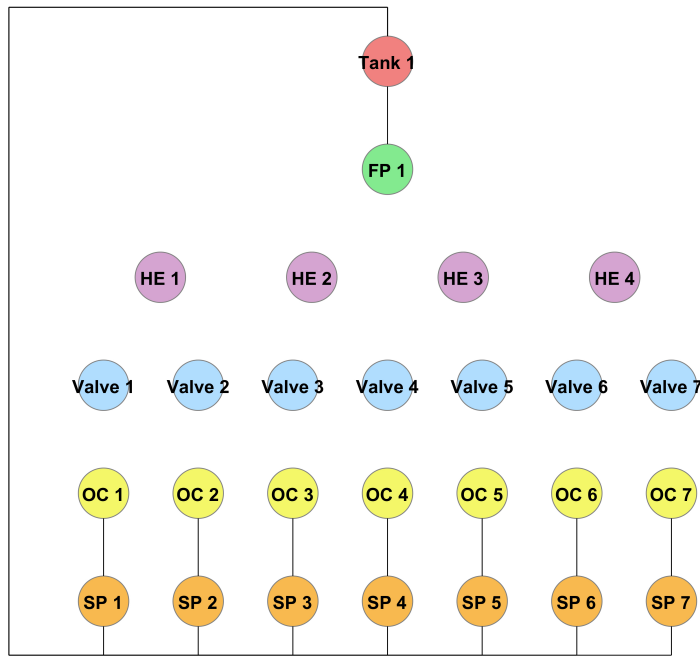 Tank 1
FP 1
HE 1
HE 2
HE 3
HE 4
Valve 1
Valve 2
Valve 3
Valve 4
Valve 5
Valve 6
Valve 7
OC 1
OC 2
OC 3
OC 4
OC 5
OC 6
OC 7
SP 1
SP 2
SP 3
SP 4
SP 5
SP 6
SP 7